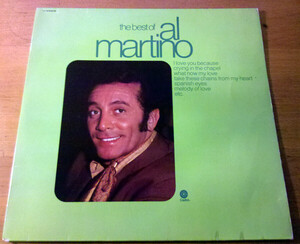 the best of al
martino
i love you because
crying in the chapel
what now my love
take these chains from my heart
spanish eyes
melody of love
etc.